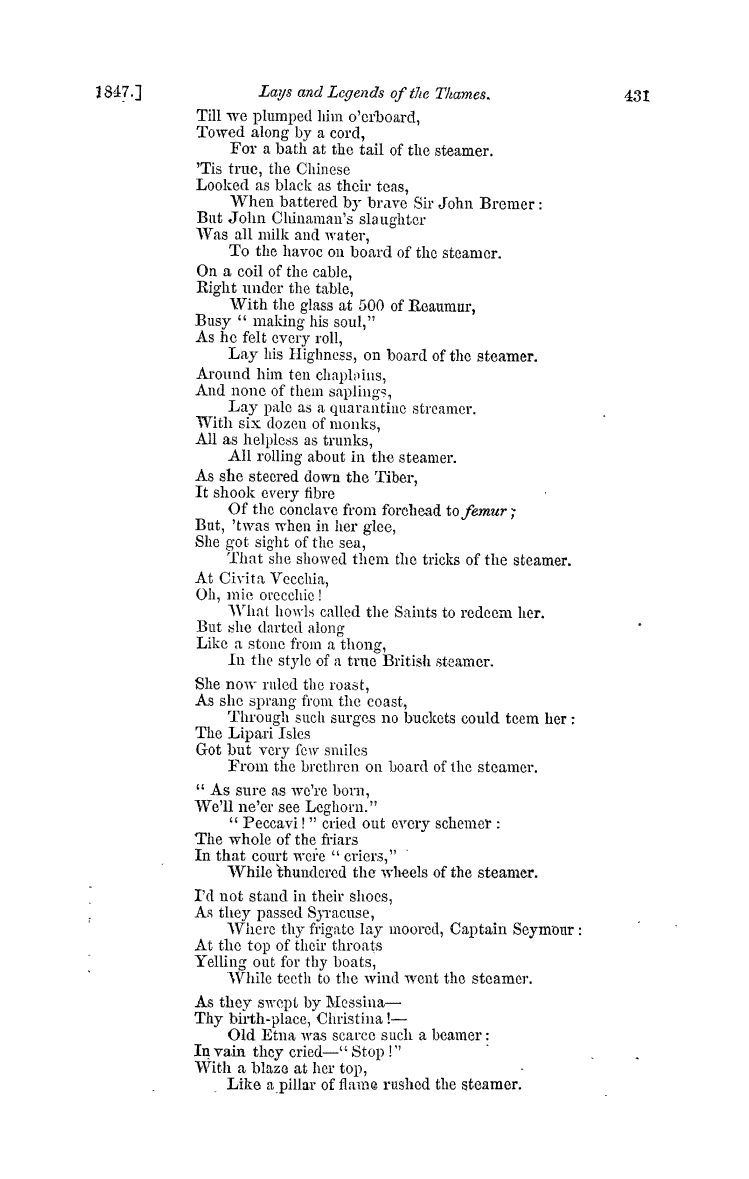 1847.] Lays and Legends of the Thames. 431
Till we plumped him o'erboard,
Towed along by a cord,
For a bath at the tail of the steamer.
'Tis true, the Chinese
Looked as black as their teas,
When battered by brave Sir John Bremer:
But John Chinaman's slaughter
Was all milk and water,
To the havoc on board of the steamer.
On a coil of the cable,
Right under the table,
With the glass at 500 of Reaumur,
Busy "making his soul,"
As he felt every roll,
Lay his Highness, on board of the steamer.
Around him ten chaplains,
And none of them saplings,
Lay pale as a quarantine streamer.
With six dozen of monks,
All as helpless as trunks,
All rolling about in the steamer.
As she steered down the Tiber,
It shook every fibre
Of the conclave from forehead to femur;
But, 'twas when in her glee,
She got sight of the sea,
That she showed them the tricks of the steamer.
At Civita Vecchia,
Oh, mie orecchie!
What howls called the Saints to redeem her.
But she darted along
Like a stone from a thong,
In the style of a true British steamer.
She now ruled the roast,
As she sprang from the coast,
Through such surges no buckets could teem her:
The Lipari Isles
Got but very few smiles
From the brethren on board of the steamer.
"As sure as we're born,
We'll ne'er see Leghorn."
"Peccavi!" cried out every schemer:
The whole of the friars
In that court were "criers,"
While thundered the wheels of the steamer.
I'd not stand in their shoes,
As they passed Syracuse,
Where thy frigate lay moored, Captain Seymour:
At the top of their throats
Yelling out for thy boats,
While teeth to the wind went the steamer.
As they swept by Messina—
Thy birth-place, Christina!—
Old Etna was scarce such a beamer:
In vain they cried—"Stop!"
With a blaze at her top,
Like a pillar of flame rushed the steamer.